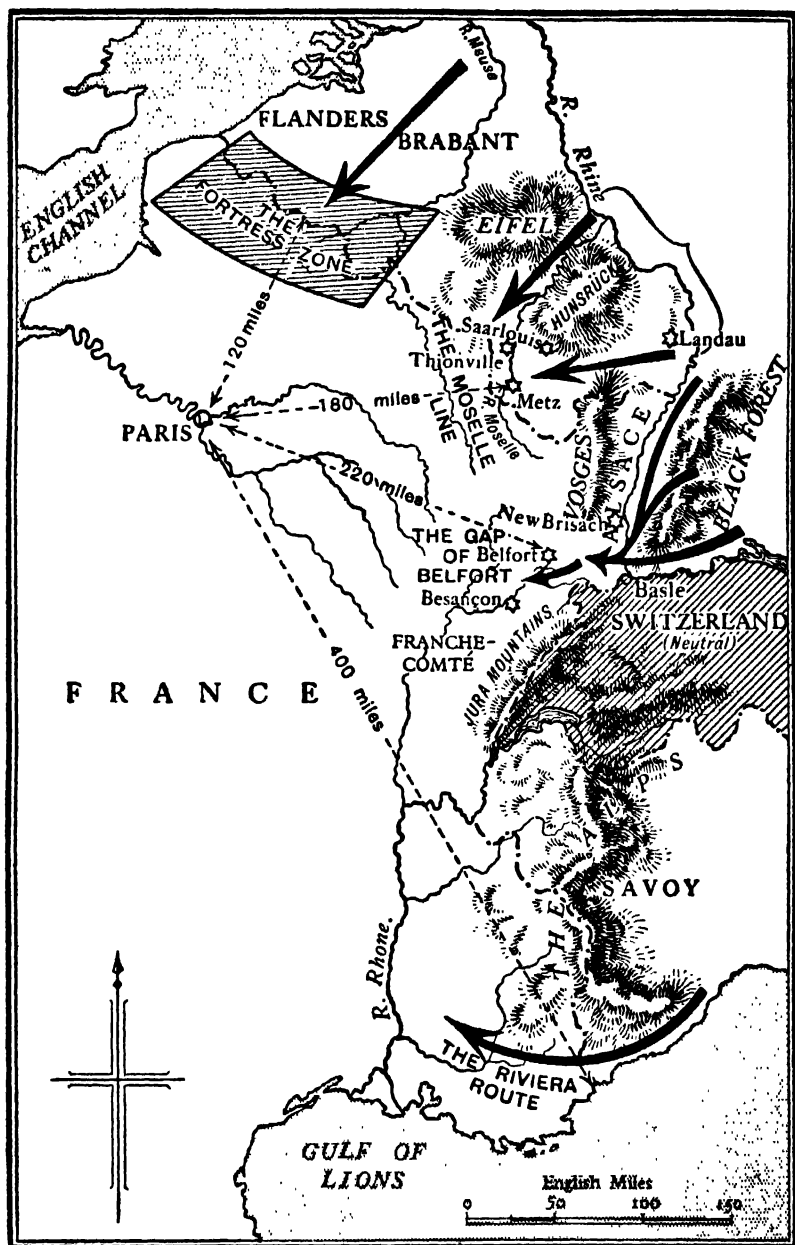 R. Meuse
FLANDERS
BRABANT
R. Rhine
ENGLISH
CHANNEL
THE
FORTRESS ZONE
EIFEL
HUNSRÜCK
120 miles
Saarlouis
Landau
Thionville
THE MOSELLE
LINE
180 miles
Metz
R. Moselle
PARIS
VOSGES
ALSACE
BLACK FOREST
220 miles
New Brisach
THE GAP
OF
BELFORT
Belfort
Besançon
Basle
SWITZERLAND
(Neutral)
FRANCHE-
COMTÉ
JURA MOUNTAINS
400 miles
FRANCE
THE ALPS
SAVOY
R. Rhone.
THE RIVIERA
ROUTE
GULF OF
LIONS
English Miles
0 50 100 150